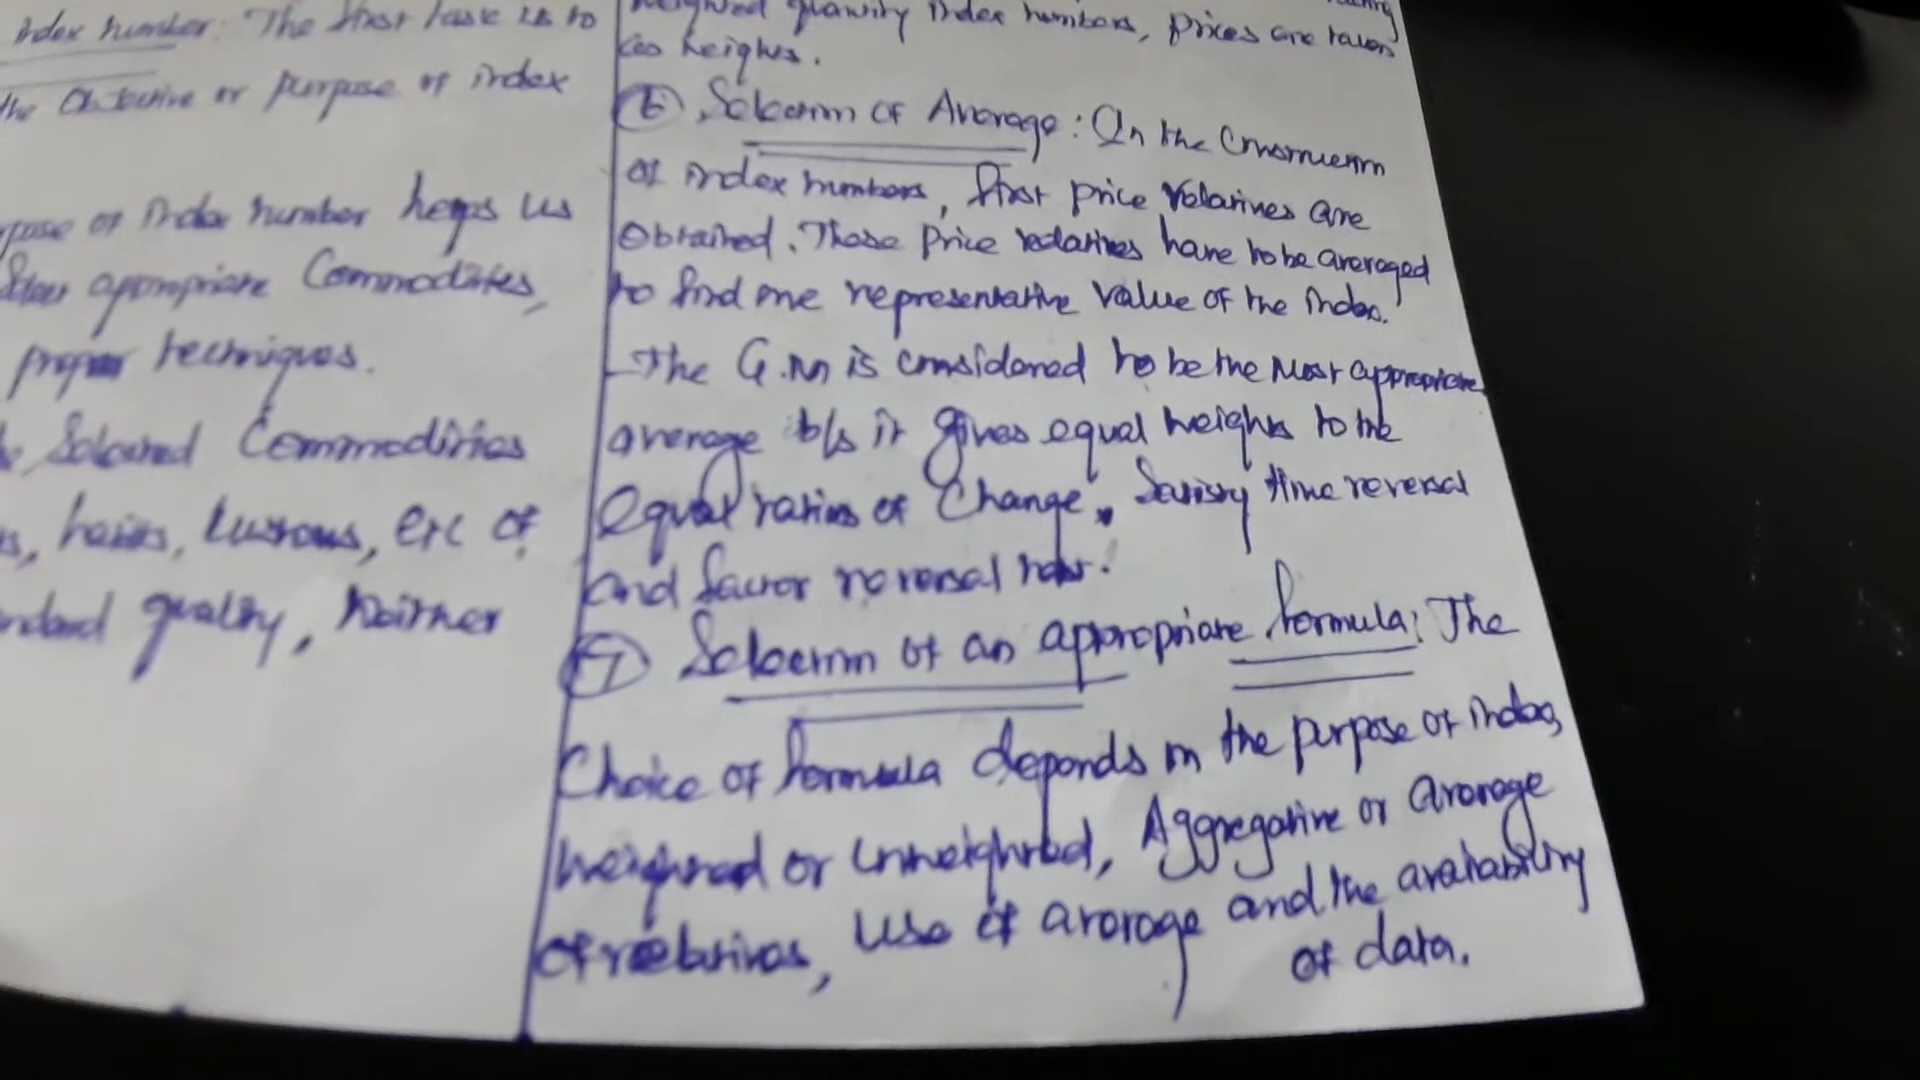 index number: The first task is to
the Objective or purpose of index
purpose of index number helps us
appropriate Commodities,
proper techniques.
Selected Commodities
habits, customs, etc of
standard quality, Neither
weighted quantity index numbers, prices are taken
as weights.
6 Selection of Average: In the Construction
of index numbers, first price relatives are
obtained. These price relatives have to be averaged
to find one representative value of the index.
The G.M is considered to be the most appropriate
average b/s it gives equal weights to the
equal ratios of Change. Satisfy time reversal
and factor reversal
7 Selection of an appropriate formula: The
Choice of formula depends on the purpose of index,
weighted or unweighted, Aggregative or average
of relatives, use of average and the availability
of data.